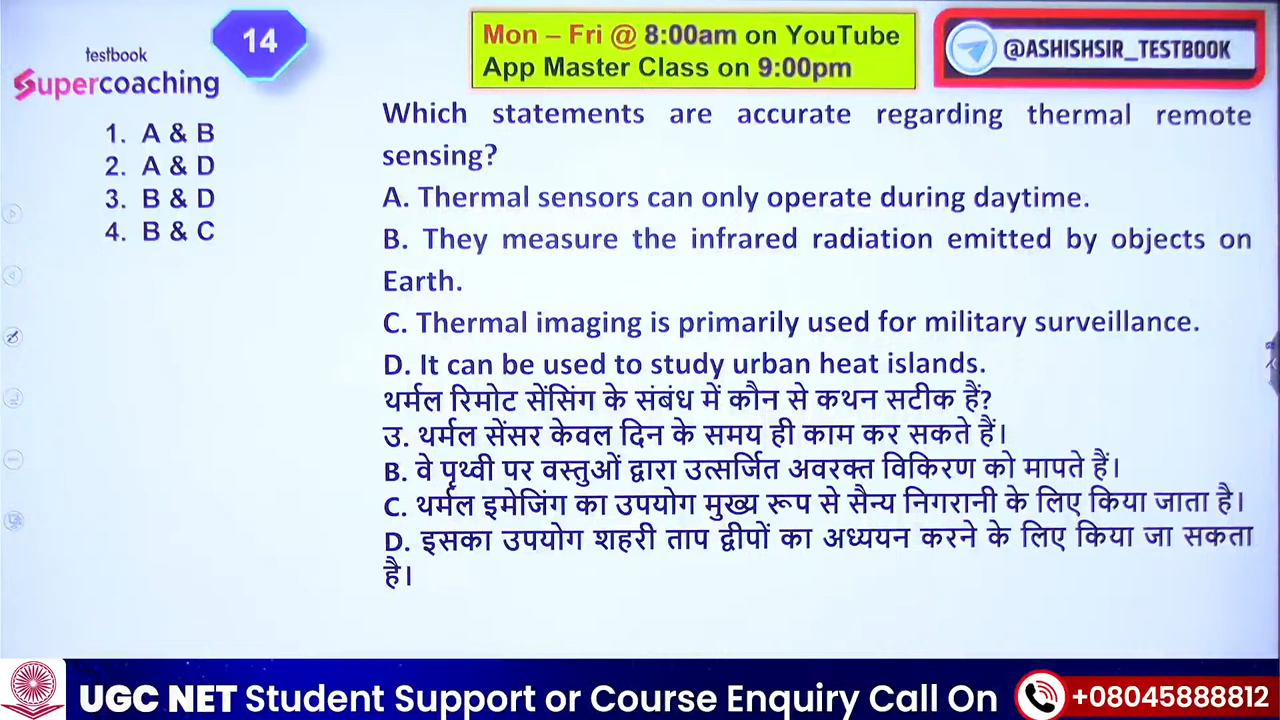 testbook
Supercoaching
14
Mon – Fri @ 8:00am on YouTube
App Master Class on 9:00pm
@ASHISHSIR_TESTBOOK
1. A & B
2. A & D
3. B & D
4. B & C
Which statements are accurate regarding thermal remote
sensing?
A. Thermal sensors can only operate during daytime.
B. They measure the infrared radiation emitted by objects on
Earth.
C. Thermal imaging is primarily used for military surveillance.
D. It can be used to study urban heat islands.
थर्मल रिमोट सेंसिंग के संबंध में कौन से कथन सटीक हैं?
उ. थर्मल सेंसर केवल दिन के समय ही काम कर सकते हैं।
B. वे पृथ्वी पर वस्तुओं द्वारा उत्सर्जित अवरक्त विकिरण को मापते हैं।
C. थर्मल इमेजिंग का उपयोग मुख्य रूप से सैन्य निगरानी के लिए किया जाता है।
D. इसका उपयोग शहरी ताप द्वीपों का अध्ययन करने के लिए किया जा सकता
है।
UGC NET Student Support or Course Enquiry Call On
+08045888812